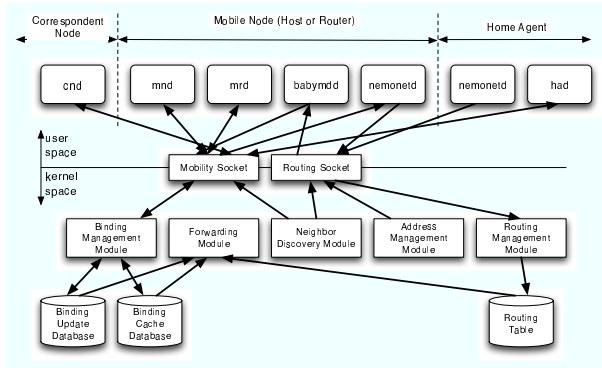 Correspondent
Node
Mobile Node (Host or Router)
Home Agent
cnd
mnd
mrd
babymdd
nemonetd
nemonetd
had
user
space
kernel
space
Mobility Socket
Routing Socket
Binding
Management
Module
Forwarding
Module
Neighbor
Discovery Module
Address
Management
Module
Routing
Management
Module
Binding
Update
Database
Binding
Cache
Database
Routing
Table